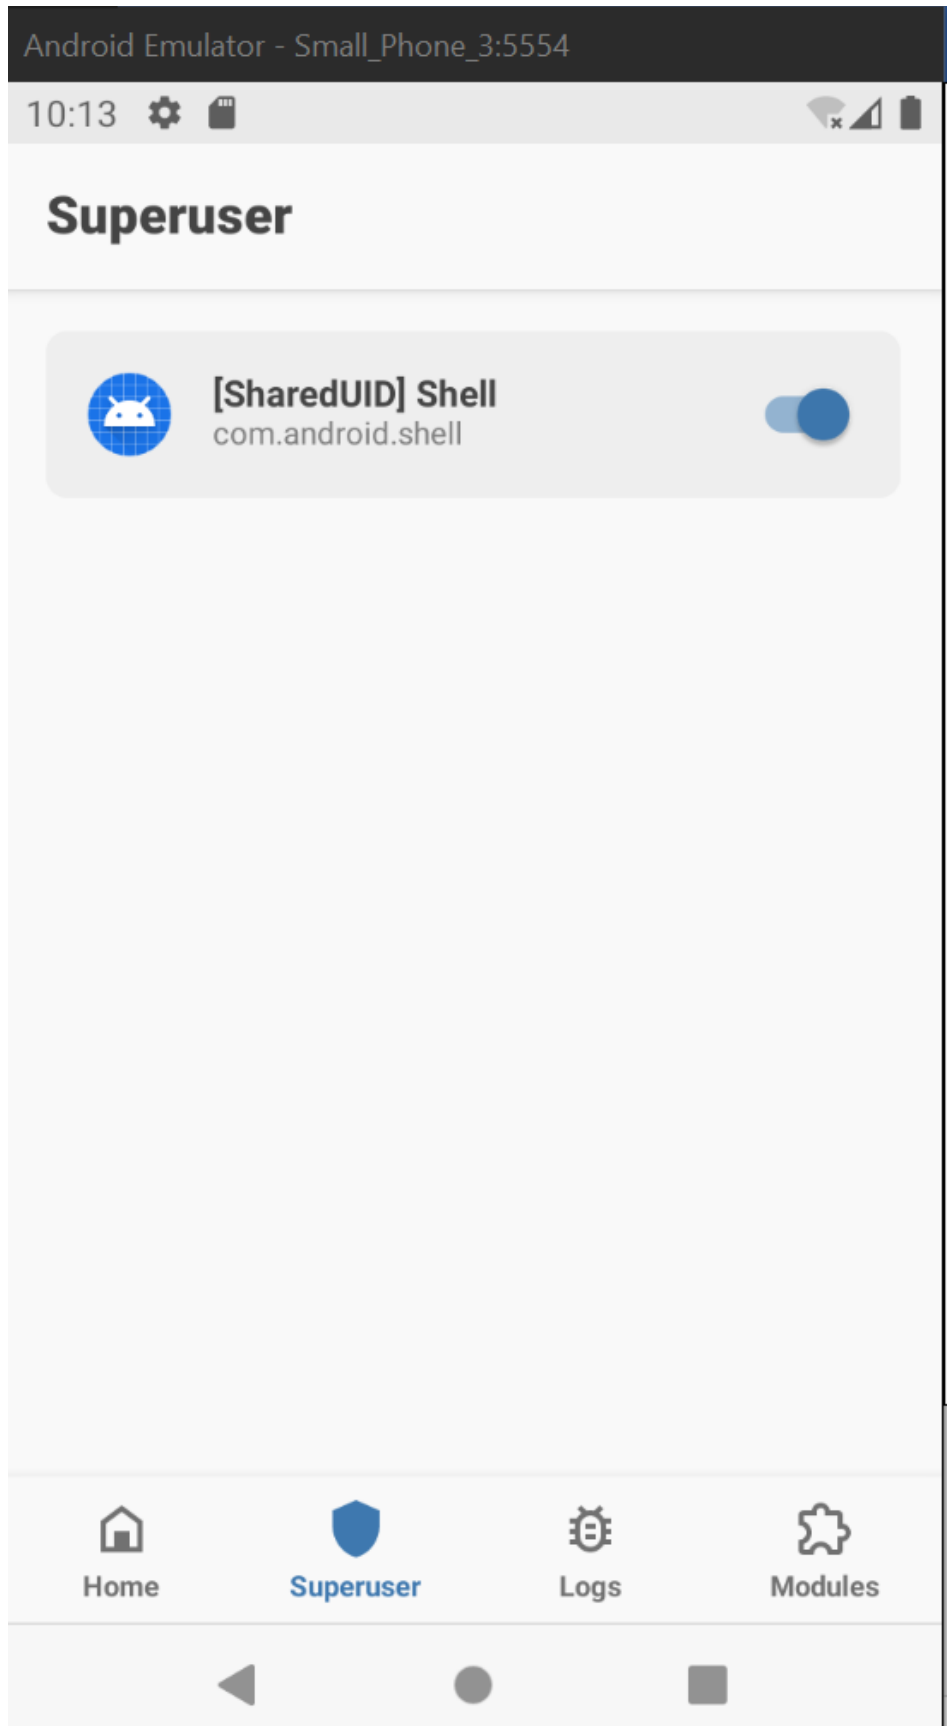 Android Emulator - Small_Phone_3:5554
10:13
Superuser
[SharedUID] Shell
com.android.shell
Home
Superuser
Logs
Modules